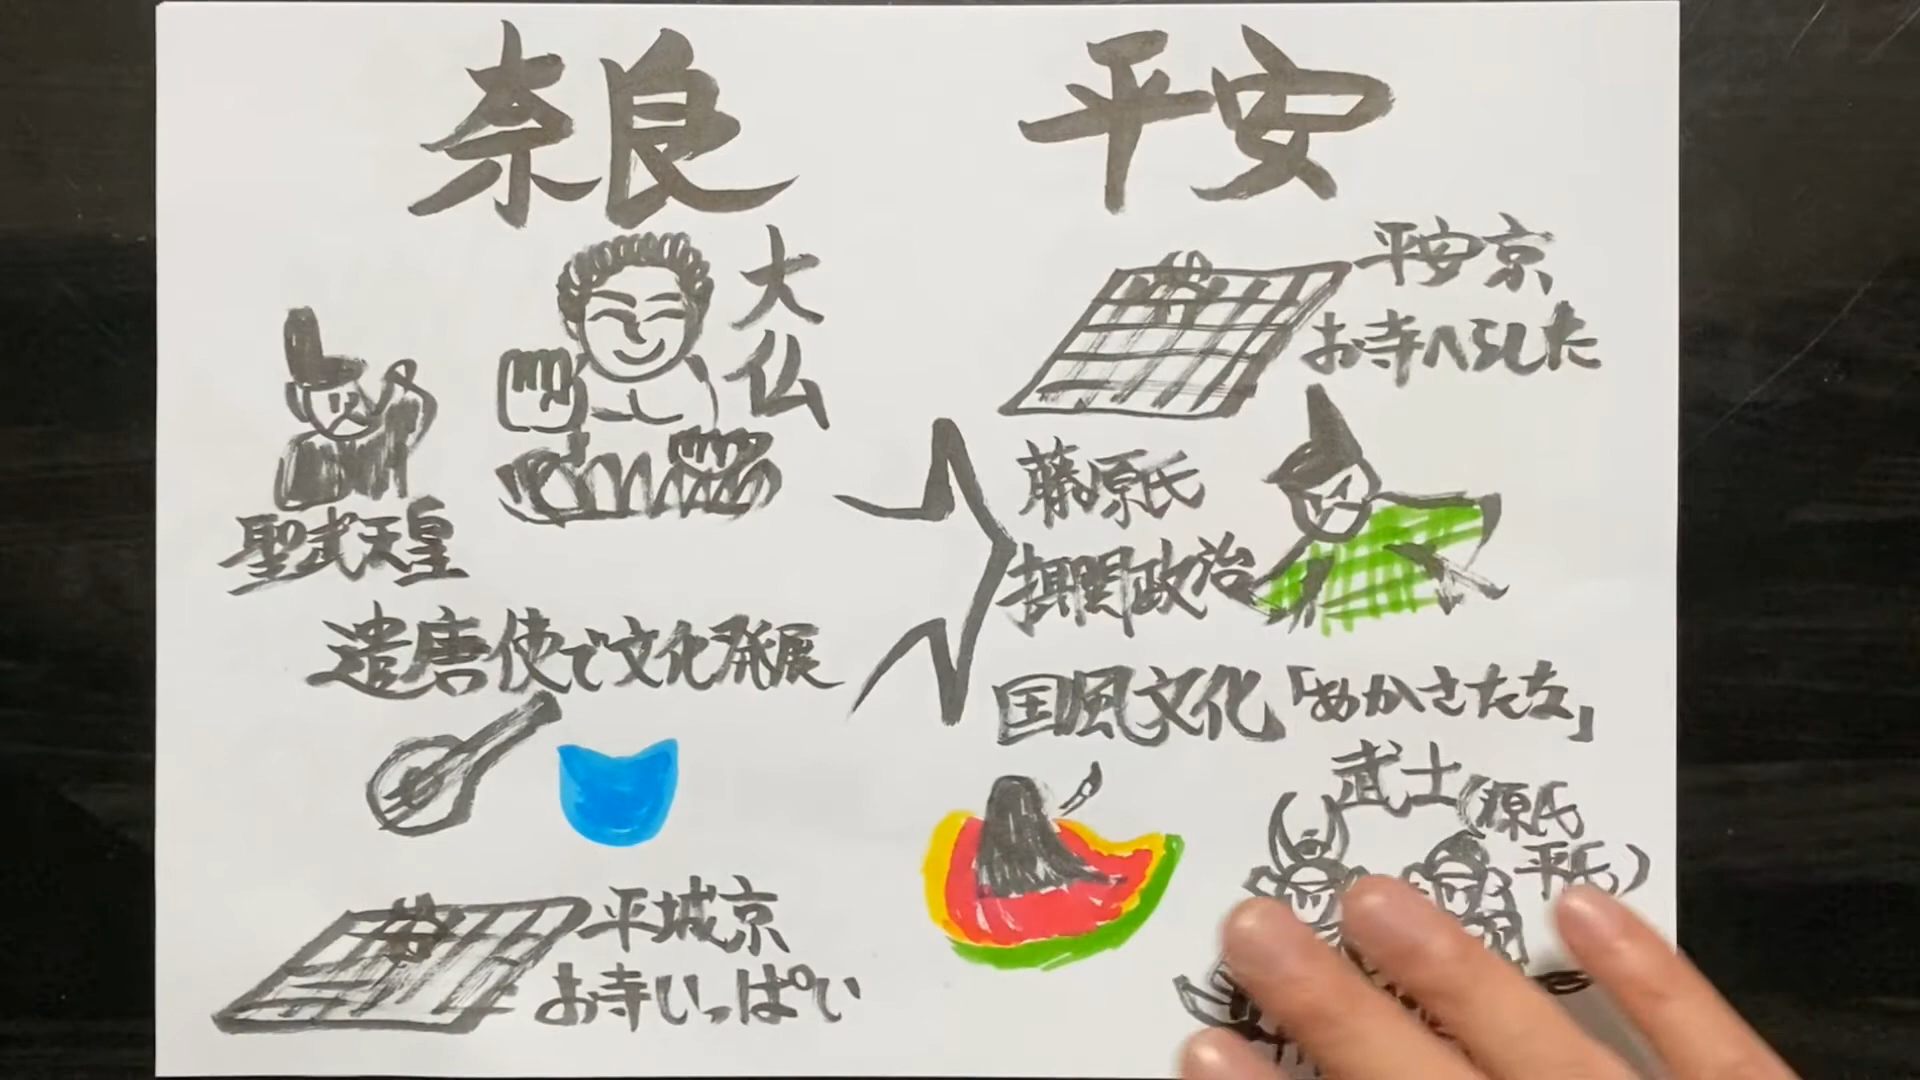 奈良
大仏
聖武天皇
遣唐使で文化発展
平城京
お寺いっぱい
平安
平安京
お寺へらした
藤原氏
摂関政治
国風文化「あかさたな」
武士(源氏
平氏)